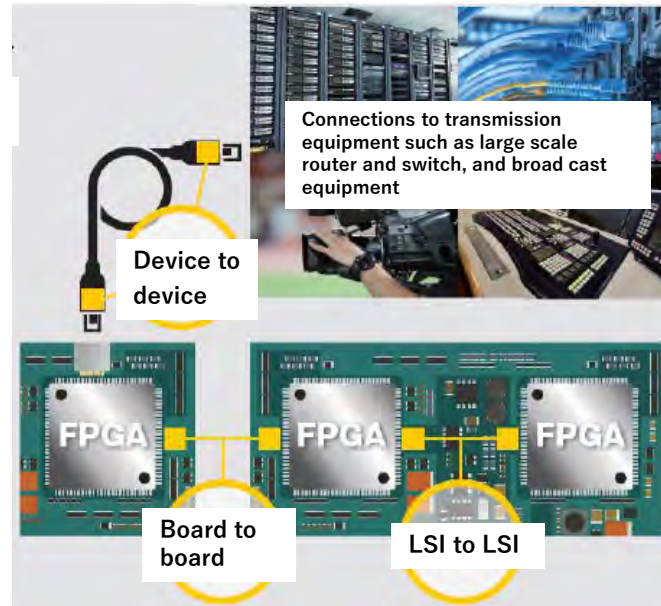 Connections to transmission
equipment such as large scale
router and switch, and broad cast
equipment
Device to
device
FPGA
FPGA
FPGA
Board to
board
LSI to LSI